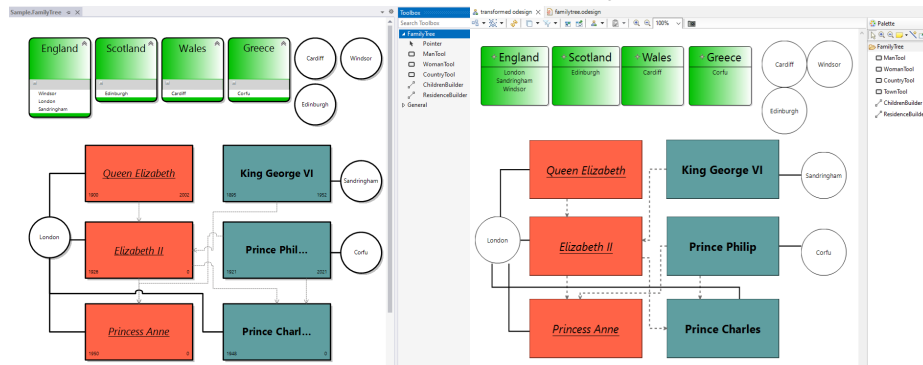 Sample.FamilyTree
England
Scotland
Wales
Greece
Windsor
London
Sandringham
Edinburgh
Cardiff
Corfu
Cardiff
Windsor
Edinburgh
Queen Elizabeth
1900
2002
King George VI
1895
1952
Sandringham
London
Elizabeth II
1926
0
Prince Phil...
1921
2021
Corfu
Princess Anne
1950
0
Prince Charl...
1948
0
Toolbox
Search Toolbox
FamilyTree
Pointer
ManTool
WomanTool
CountryTool
ChildrenBuilder
ResidenceBuilder
General
transformed.odesign
familytree.odesign
100%
England
London
Sandringham
Windsor
Scotland
Edinburgh
Wales
Cardiff
Greece
Corfu
Cardiff
Windsor
Edinburgh
Queen Elizabeth
King George VI
Sandringham
London
Elizabeth II
Prince Philip
Corfu
Princess Anne
Prince Charles
Palette
FamilyTree
ManTool
WomanTool
CountryTool
TownTool
ChildrenBuilder
ResidenceBuilde